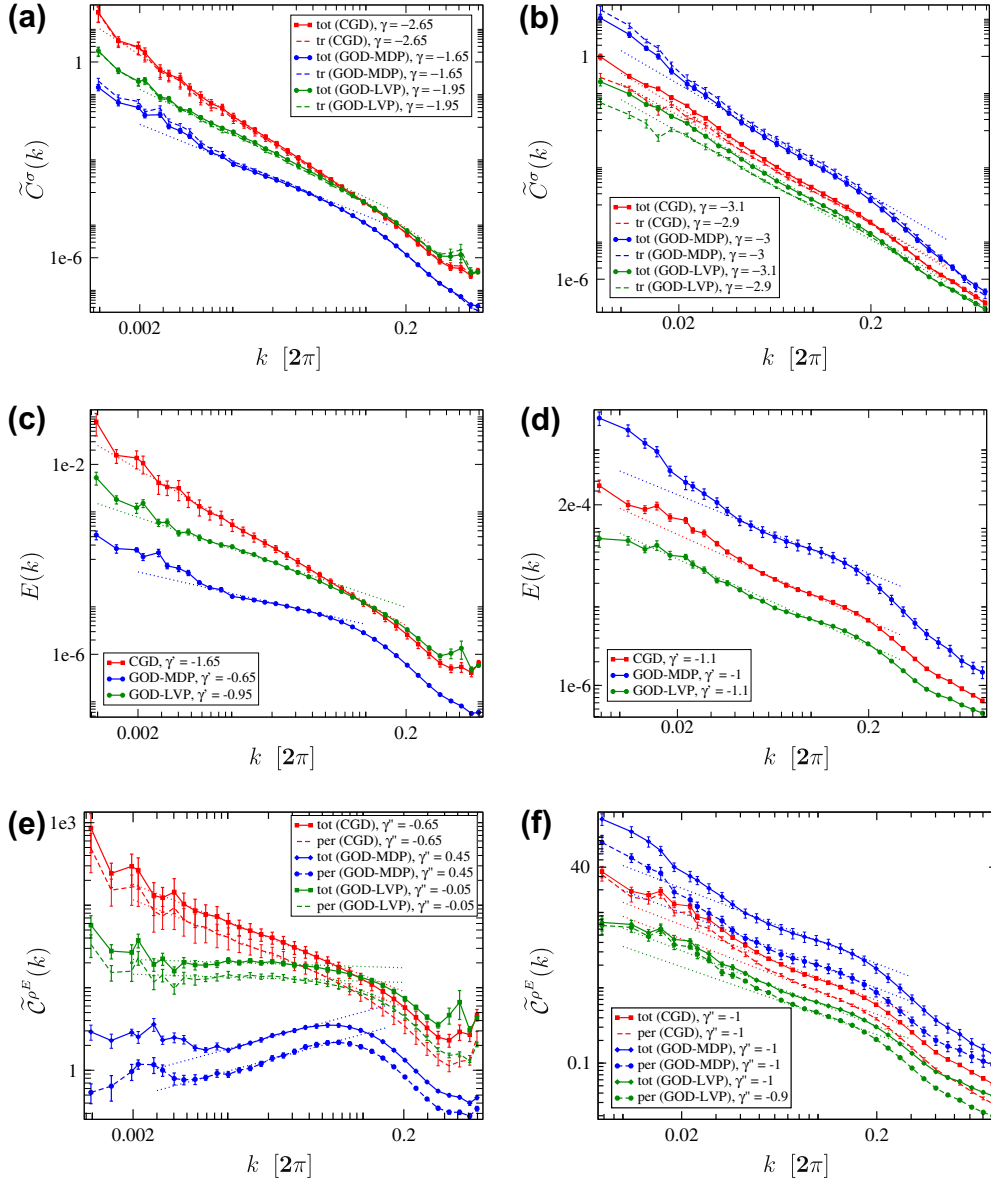 (a)
tot (CGD), γ = −2.65
tr (CGD), γ = −2.65
tot (GOD-MDP), γ = −1.65
tr (GOD-MDP), γ = −1.65
tot (GOD-LVP), γ = −1.95
tr (GOD-LVP), γ = −1.95
1
1e-6
C̃^σ(k)
0.002
0.2
k [2π]
(b)
1
1e-6
C̃^σ(k)
tot (CGD), γ = −3.1
tr (CGD), γ = −2.9
tot (GOD-MDP), γ = −3
tr (GOD-MDP), γ = −3
tot (GOD-LVP), γ = −3.1
tr (GOD-LVP), γ = −2.9
0.02
0.2
k [2π]
(c)
1e-2
1e-6
E(k)
CGD, γ' = -1.65
GOD-MDP, γ' = -0.65
GOD-LVP, γ' = -0.95
0.002
0.2
k [2π]
(d)
2e-4
1e-6
E(k)
CGD, γ' = -1.1
GOD-MDP, γ' = -1
GOD-LVP, γ' = -1.1
0.02
0.2
k [2π]
(e)
1e3
1
C̃^{ρ^E}(k)
tot (CGD), γ'' = -0.65
per (CGD), γ'' = -0.65
tot (GOD-MDP), γ'' = 0.45
per (GOD-MDP), γ'' = 0.45
tot (GOD-LVP), γ'' = -0.05
per (GOD-LVP), γ'' = -0.05
0.002
0.2
k [2π]
(f)
40
0.1
C̃^{ρ^E}(k)
tot (CGD), γ'' = -1
per (CGD), γ'' = -1
tot (GOD-MDP), γ'' = -1
per (GOD-MDP), γ'' = -1
tot (GOD-LVP), γ'' = -1
per (GOD-LVP), γ'' = -0.9
0.02
0.2
k [2π]